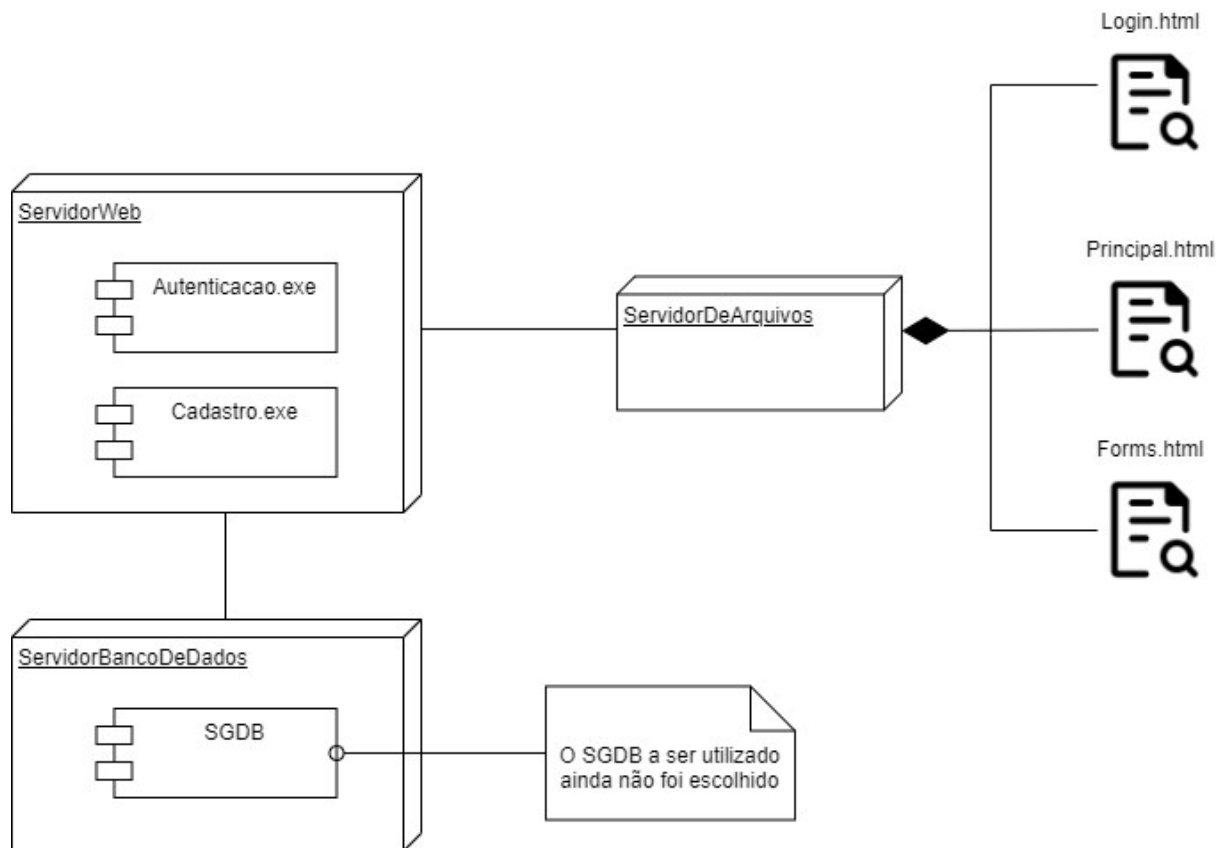 Login.html
ServidorWeb
Autenticacao.exe
Principal.html
ServidorDeArquivos
Cadastro.exe
Forms.html
ServidorBancoDeDados
SGDB
O SGDB a ser utilizado
ainda não foi escolhido